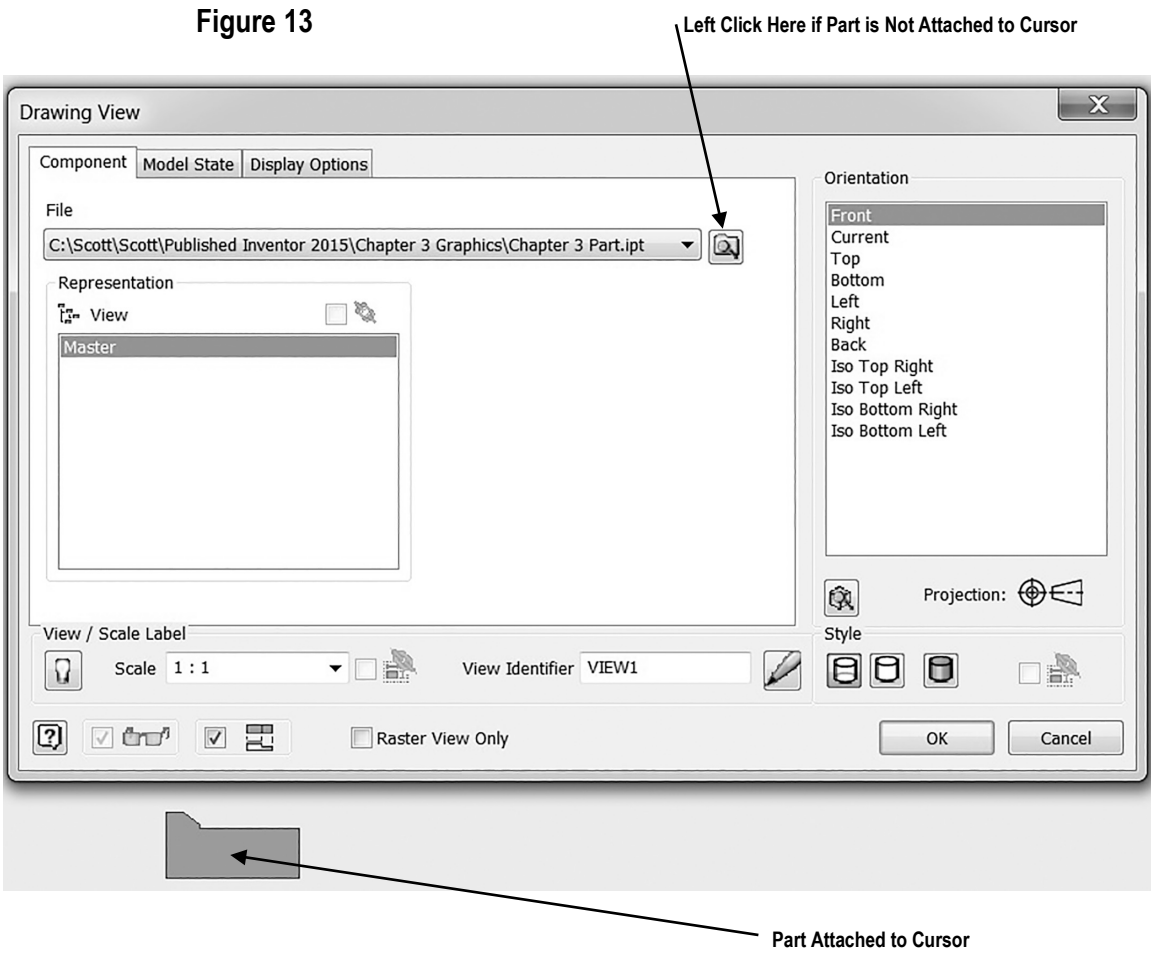 Figure 13
Left Click Here if Part is Not Attached to Cursor
Drawing View
Component Model State Display Options
File
C:\Scott\Scott\Published Inventor 2015\Chapter 3 Graphics\Chapter 3 Part.ipt
Representation
View
Master
Orientation
Front
Current
Top
Bottom
Left
Right
Back
Iso Top Right
Iso Top Left
Iso Bottom Right
Iso Bottom Left
Projection:
View / Scale Label
Scale 1 : 1 View Identifier VIEW1
Style
Raster View Only
OK Cancel
Part Attached to Cursor